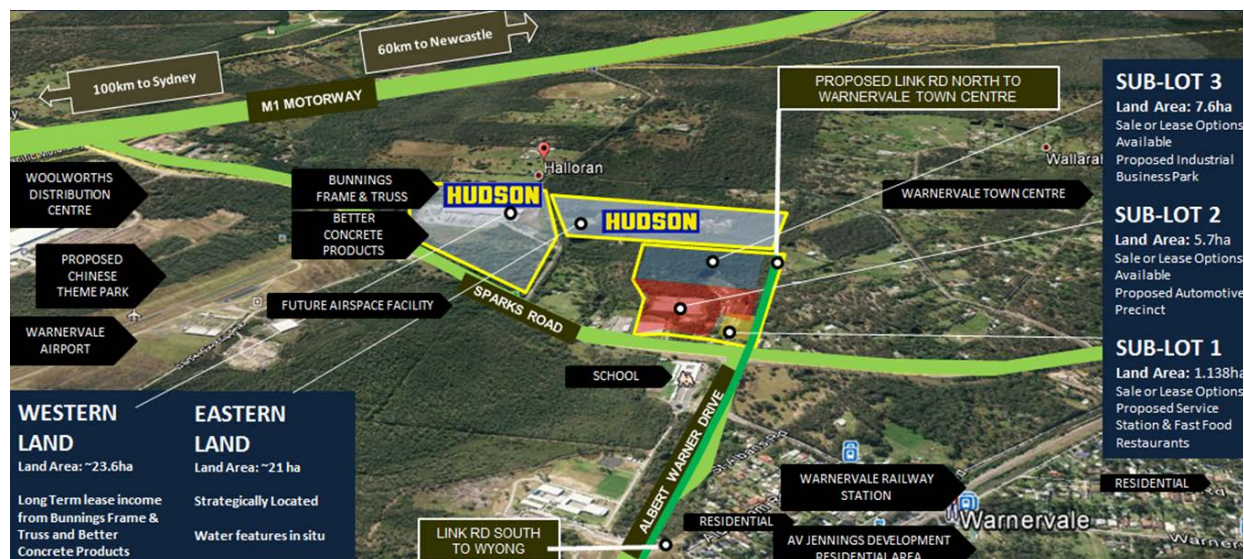 60km to Newcastle
100km to Sydney
M1 MOTORWAY
PROPOSED LINK RD NORTH TO
WARNERVALE TOWN CENTRE
WOOLWORTHS
DISTRIBUTION
CENTRE
PROPOSED
CHINESE
THEME PARK
WARNERVALE
AIRPORT
BUNNINGS
FRAME & TRUSS
BETTER
CONCRETE
PRODUCTS
Halloran
HUDSON
HUDSON
FUTURE AIRSPACE FACILITY
SPARKS ROAD
SCHOOL
WARNERVALE TOWN CENTRE
SUB-LOT 3
Land Area: 7.6ha
Sale or Lease Options
Available
Proposed Industrial
Business Park
SUB-LOT 2
Land Area: 5.7ha
Sale or Lease Options
Available
Proposed Automotive
Precinct
SUB-LOT 1
Land Area: 1.138ha
Sale or Lease Options
Proposed Service
Station & Fast Food
Restaurants
WESTERN
LAND
Land Area: ~23.6ha
Long Term lease income
from Bunnings Frame &
Truss and Better
Concrete Products
EASTERN
LAND
Land Area: ~21 ha
Strategically Located
Water features in situ
ALBERT WARNER DRIVE
LINK RD SOUTH
TO WYONG
RESIDENTIAL
WARNERVALE RAILWAY
STATION
Warnervale
AV JENNINGS DEVELOPMENT
RESIDENTIAL AREA
RESIDENTIAL